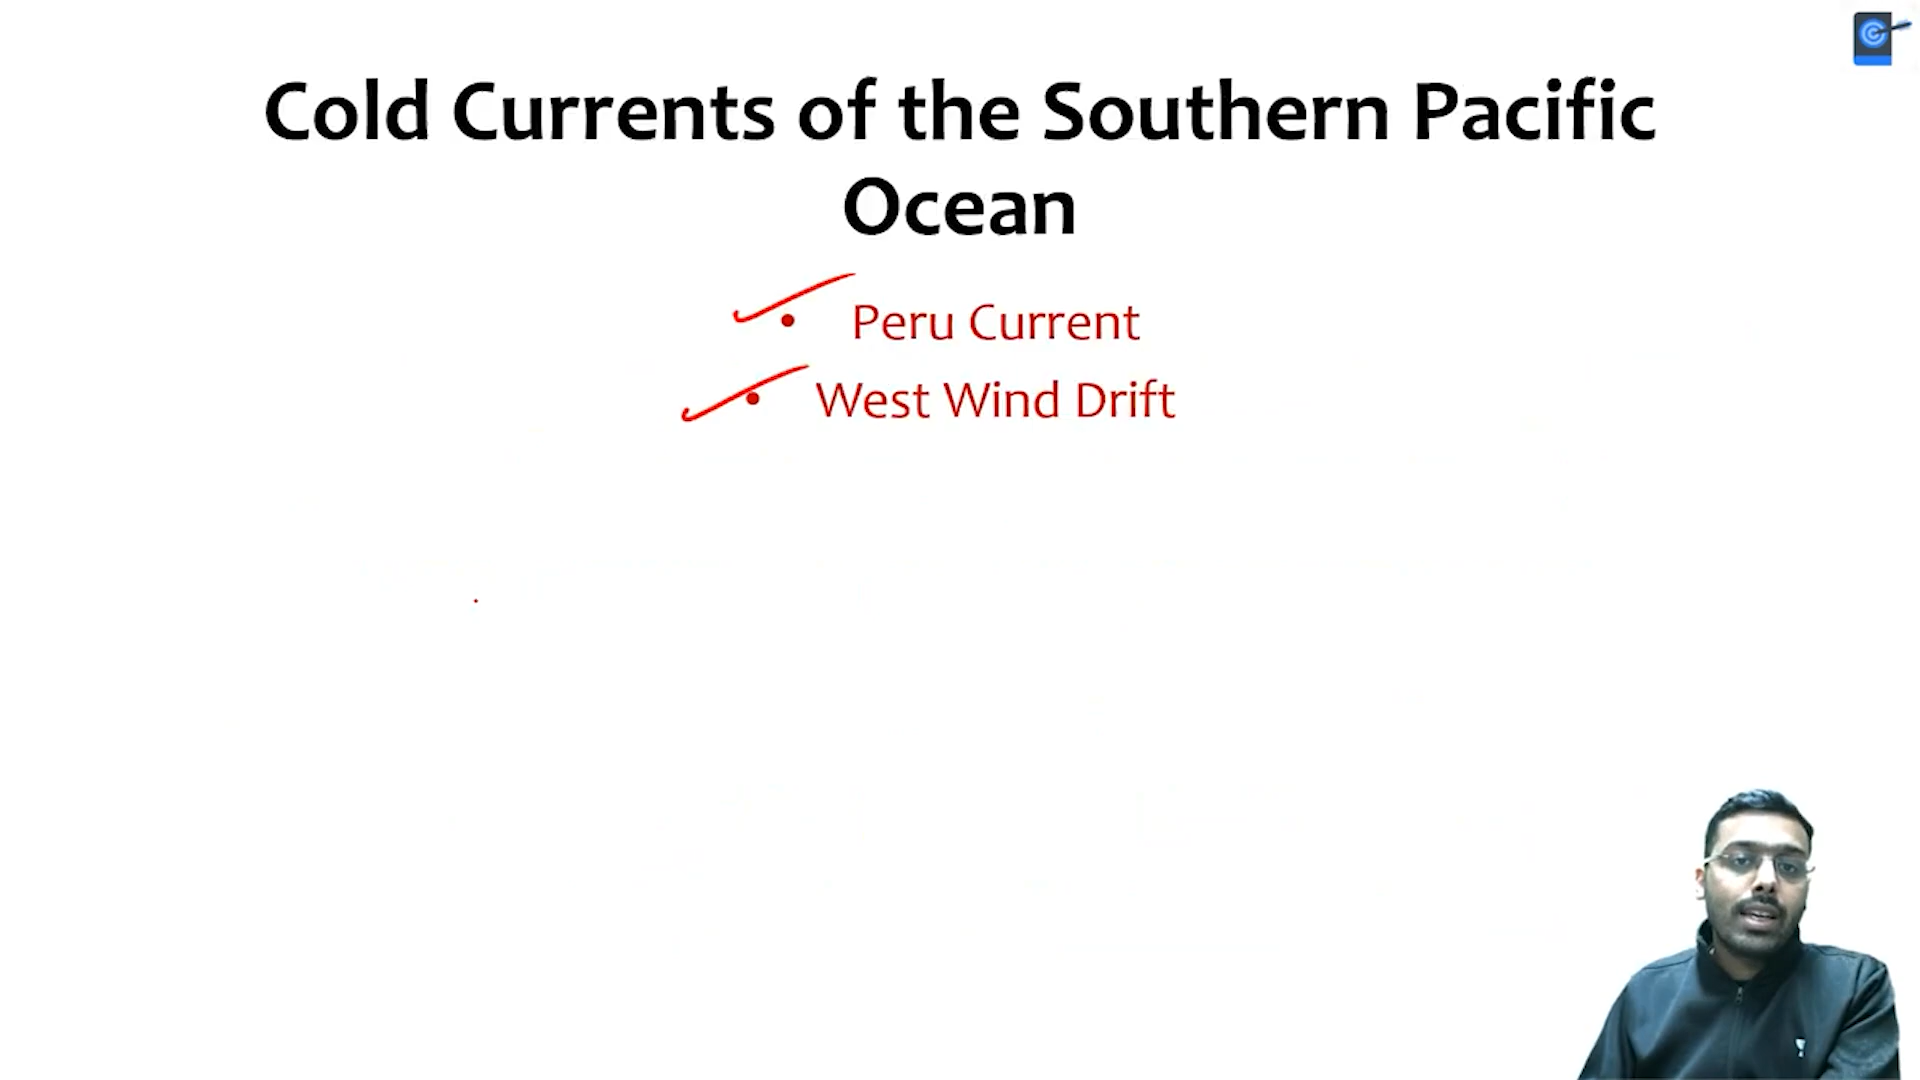 Cold Currents of the Southern Pacific
Ocean
• Peru Current
• West Wind Drift